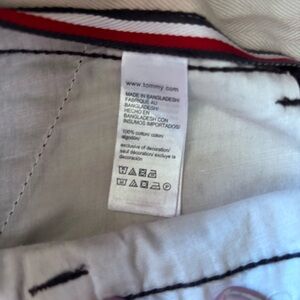 www.tommy.com
MADE IN BANGLADESH/
FABRIQUÉ AU
BANGLADESH/
HECHO EN
BANGLADESH CON
INSUMOS IMPORTADOS/
100% cotton/ coton/
algodón
exclusive of decoration/
seuf décoration/ excluye la
decoración